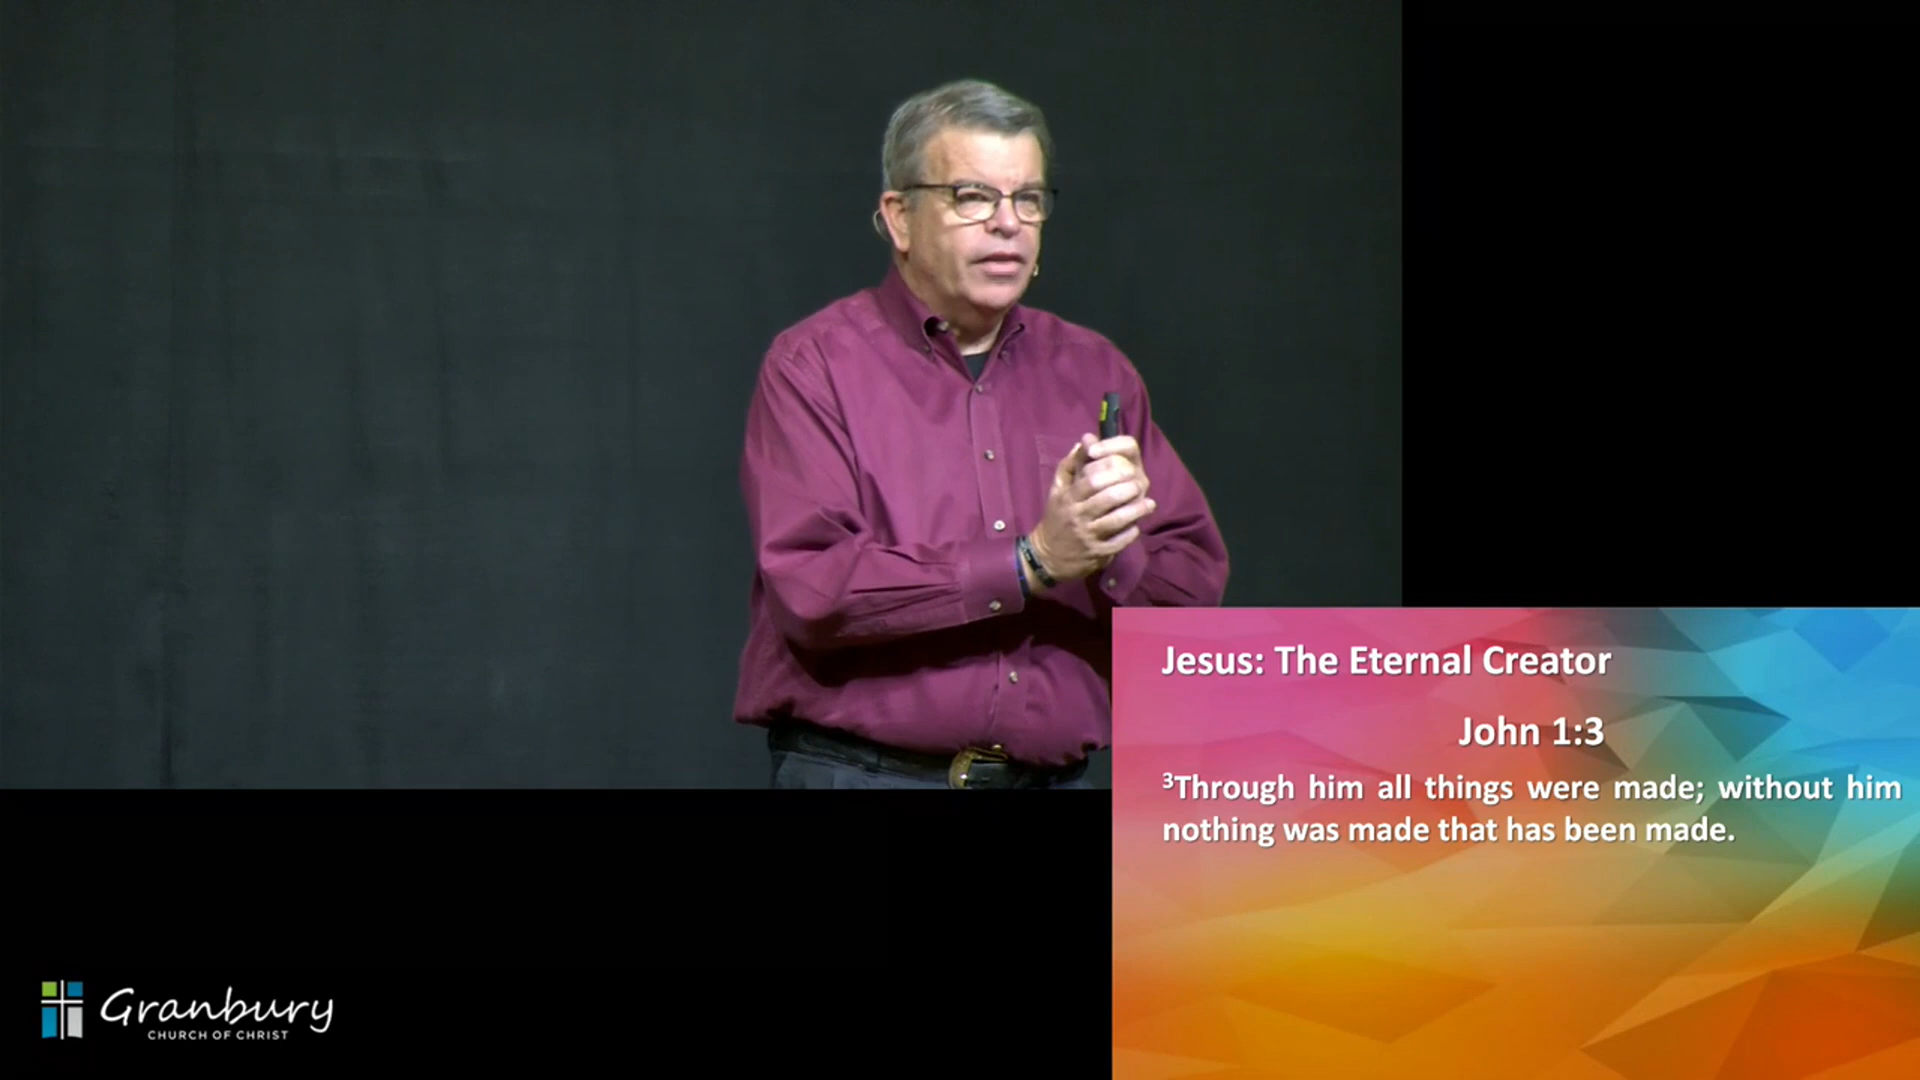 Jesus: The Eternal Creator
John 1:3
³Through him all things were made; without him
nothing was made that has been made.
Granbury
CHURCH OF CHRIST